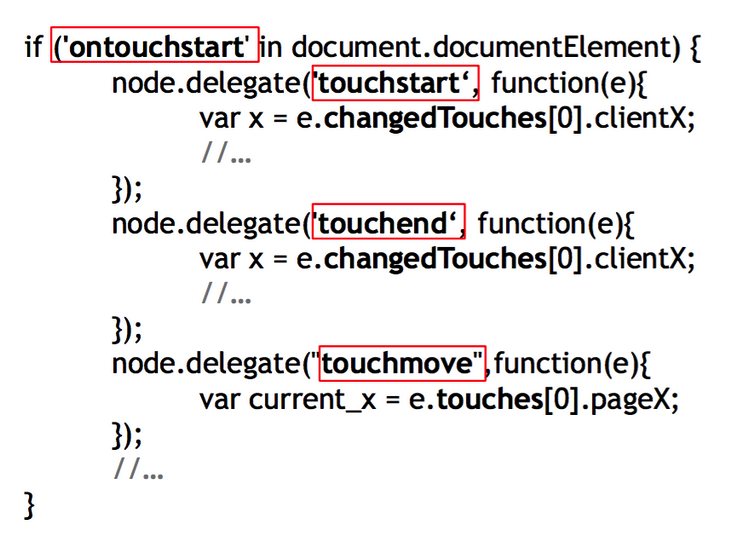 if ('ontouchstart' in document.documentElement) {
node.delegate('touchstart‘, function(e){
var x = e.changedTouches[0].clientX;
//…
});
node.delegate('touchend‘, function(e){
var x = e.changedTouches[0].clientX;
//…
});
node.delegate("touchmove",function(e){
var current_x = e.touches[0].pageX;
});
//…
}